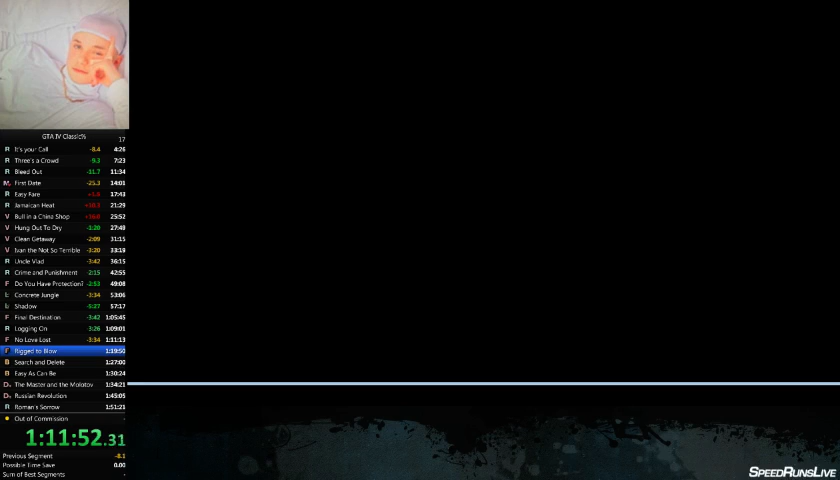 GTA IV Classic%
17
R It's your Call -8.4 4:26
R Three's a Crowd -9.3 7:23
R Bleed Out -11.7 11:34
First Date -25.3 14:01
R Easy Fare 17:43
R Jamaican Heat 21:29
V Bull in a China Shop 25:52
V Hung Out To Dry 27:49
V Clean Getaway -2:09 31:15
V Ivan the Not So Terrible -3:20 33:19
R Uncle Vlad -3:42 36:15
R Crime and Punishment -2:15 42:55
F Do You Have Protection? -2:53 49:08
Concrete Jungle -3:34 53:06
Shadow -5:27 57:17
F Final Destination -3:42 1:05:45
R Logging On -3:26 1:09:01
F No Love Lost -3:34 1:11:13
F Rigged to Blow 1:19:50
B Search and Delete 1:27:00
B Easy As Can Be 1:30:24
The Master and the Molotov 1:34:21
Russian Revolution 1:45:05
R Roman's Sorrow 1:51:21
Out of Commission -
1:11:52.31
Previous Segment -8.1
Possible Time Save 0.00
Sum of Best Segments -
SPEEDRUNSLIVE